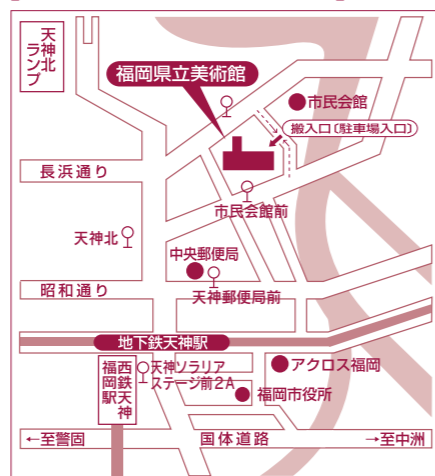 天神北
ランプ
福岡県立美術館
市民会館
搬入口〔駐車場入口〕
長浜通り
市民会館前
天神北
中央郵便局
昭和通り
天神郵便局前
地下鉄天神駅
西鉄天神
福岡駅
天神ソラリア
ステージ前2A
アクロス福岡
福岡市役所
←至警固
国体道路
→至中洲